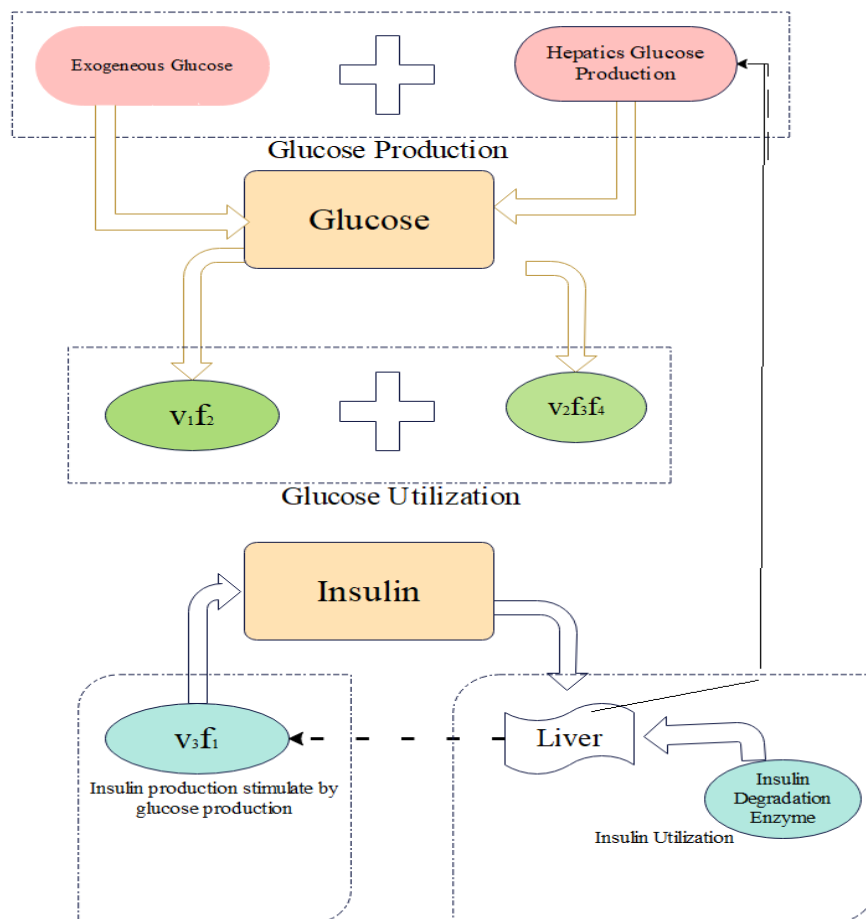 Exogeneous Glucose
Hepatics Glucose
Production
Glucose Production
Glucose
v₁f₂
v₂f₃f₄
Glucose Utilization
Insulin
v₃f₁
Insulin production stimulate by
glucose production
Liver
Insulin
Degradation
Enzyme
Insulin Utilization